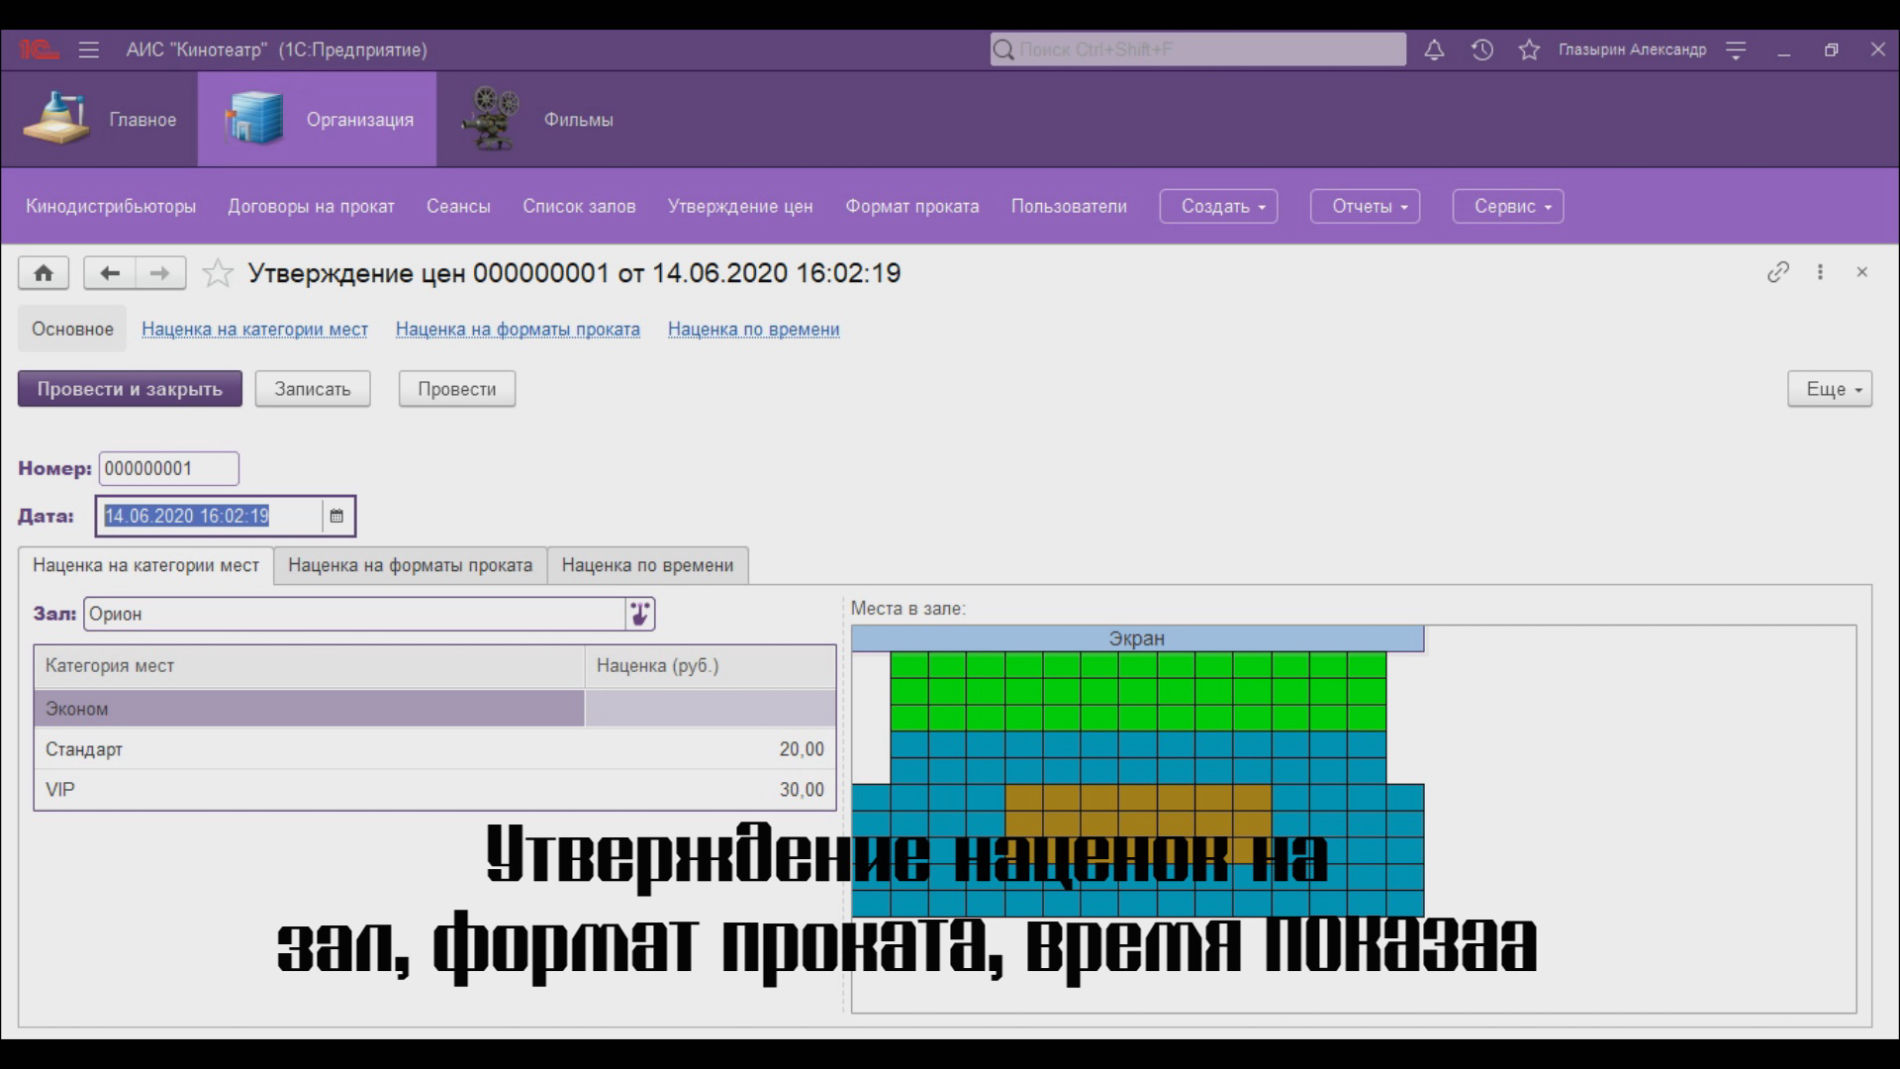 1С
АИС "Кинотеатр" (1С:Предприятие)
Поиск Ctrl+Shift+F
Глазырин Александр
Главное
Организация
Фильмы
Кинодистрибьюторы Договоры на прокат Сеансы Список залов Утверждение цен Формат проката Пользователи Создать Отчеты Сервис
Утверждение цен 000000001 от 14.06.2020 16:02:19
Основное Наценка на категории мест Наценка на форматы проката Наценка по времени
Провести и закрыть Записать Провести Еще
Номер: 000000001
Дата: 14.06.2020 16:02:19
Наценка на категории мест Наценка на форматы проката Наценка по времени
Зал: Орион
Места в зале:
Экран
Категория мест Наценка (руб.)
Эконом
Стандарт 20,00
VIP 30,00
Утверждение наценок на
зал, формат проката, время показаа